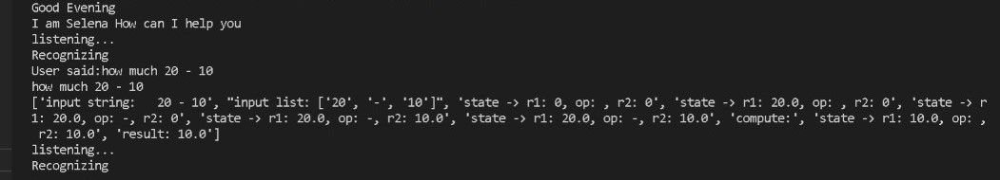 Good Evening
I am Selena How can I help you
listening...
Recognizing
User said:how much 20 - 10
how much 20 - 10
['input string:   20 - 10', "input list: ['20', '-', '10']", 'state -> r1: 0, op: , r2: 0', 'state -> r1: 20.0, op: , r2: 0', 'state -> r
1: 20.0, op: -, r2: 0', 'state -> r1: 20.0, op: -, r2: 10.0', 'state -> r1: 20.0, op: -, r2: 10.0', 'compute:', 'state -> r1: 10.0, op: ,
 r2: 10.0', 'result: 10.0']
listening...
Recognizing